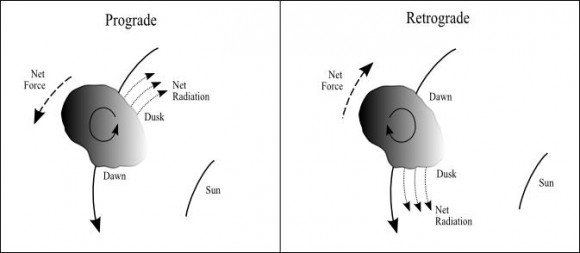 Prograde
Net
Force
Net
Radiation
Dusk
Dawn
Sun
Retrograde
Net
Force
Dawn
Dusk
Sun
Net
Radiation